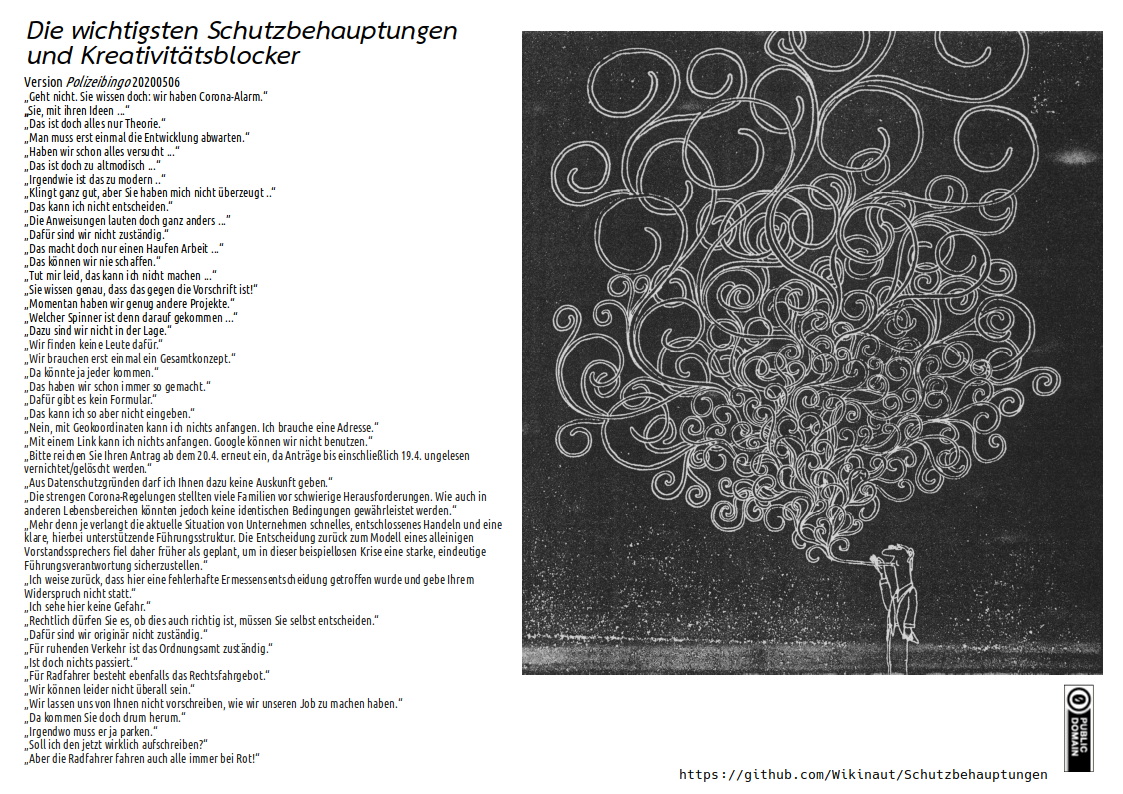 Die wichtigsten Schutzbehauptungen
und Kreativitätsblocker
Version Polizeibingo 20200506
„Geht nicht. Sie wissen doch: wir haben Corona-Alarm.“
„Sie, mit ihren Ideen ...“
„Das ist doch alles nur Theorie.“
„Man muss erst einmal die Entwicklung abwarten.“
„Haben wir schon alles versucht ...“
„Das ist doch zu altmodisch ...“
„Irgendwie ist das zu modern ..“
„Klingt ganz gut, aber Sie haben mich nicht überzeugt ..“
„Das kann ich nicht entscheiden.“
„Die Anweisungen lauten doch ganz anders ...“
„Dafür sind wir nicht zuständig.“
„Das macht doch nur einen Haufen Arbeit ...“
„Das können wir nie schaffen.“
„Tut mir leid, das kann ich nicht machen ...“
„Sie wissen genau, dass das gegen die Vorschrift ist!“
„Momentan haben wir genug andere Projekte.“
„Welcher Spinner ist denn darauf gekommen ...“
„Dazu sind wir nicht in der Lage.“
„Wir finden keine Leute dafür.“
„Wir brauchen erst einmal ein Gesamtkonzept.“
„Da könnte ja jeder kommen.“
„Das haben wir schon immer so gemacht.“
„Dafür gibt es kein Formular.“
„Das kann ich so aber nicht eingeben.“
„Nein, mit Geokoordinaten kann ich nichts anfangen. Ich brauche eine Adresse.“
„Mit einem Link kann ich nichts anfangen. Google können wir nicht benutzen.“
„Bitte reichen Sie Ihren Antrag ab dem 20.4. erneut ein, da Anträge bis einschließlich 19.4. ungelesen
vernichtet/gelöscht werden.“
„Aus Datenschutzgründen darf ich Ihnen dazu keine Auskunft geben.“
„Die strengen Corona-Regelungen stellten viele Familien vor schwierige Herausforderungen. Wie auch in
anderen Lebensbereichen könnten jedoch keine identischen Bedingungen gewährleistet werden.“
„Mehr denn je verlangt die aktuelle Situation von Unternehmen schnelles, entschlossenes Handeln und eine
klare, hierbei unterstützende Führungsstruktur. Die Entscheidung zurück zum Modell eines alleinigen
Vorstandssprechers fiel daher früher als geplant, um in dieser beispiellosen Krise eine starke, eindeutige
Führungsverantwortung sicherzustellen.“
„Ich weise zurück, dass hier eine fehlerhafte Ermessensentscheidung getroffen wurde und gebe Ihrem
Widerspruch nicht statt.“
„Ich sehe hier keine Gefahr.“
„Rechtlich dürfen Sie es, ob dies auch richtig ist, müssen Sie selbst entscheiden.“
„Dafür sind wir originär nicht zuständig.“
„Für ruhenden Verkehr ist das Ordnungsamt zuständig.“
„Ist doch nichts passiert.“
„Für Radfahrer besteht ebenfalls das Rechtsfahrgebot.“
„Wir können leider nicht überall sein.“
„Wir lassen uns von Ihnen nicht vorschreiben, wie wir unseren Job zu machen haben.“
„Da kommen Sie doch drum herum.“
„Irgendwo muss er ja parken.“
„Soll ich den jetzt wirklich aufschreiben?“
„Aber die Radfahrer fahren auch alle immer bei Rot!“
PUBLIC
DOMAIN
https://github.com/Wikinaut/Schutzbehauptungen